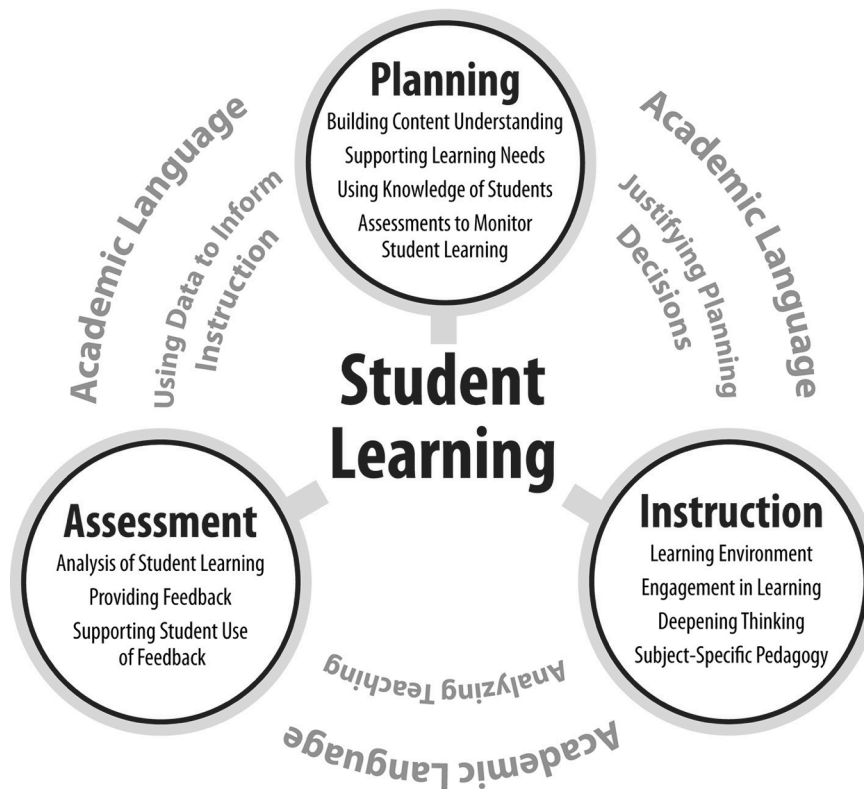 Planning
Building Content Understanding
Supporting Learning Needs
Using Knowledge of Students
Assessments to Monitor
Student Learning
Academic Language
Using Data to Inform
Instruction
Academic Language
Justifying Planning
Decisions
Student
Learning
Assessment
Analysis of Student Learning
Providing Feedback
Supporting Student Use
of Feedback
Instruction
Learning Environment
Engagement in Learning
Deepening Thinking
Subject-Specific Pedagogy
Analyzing Teaching
Academic Language